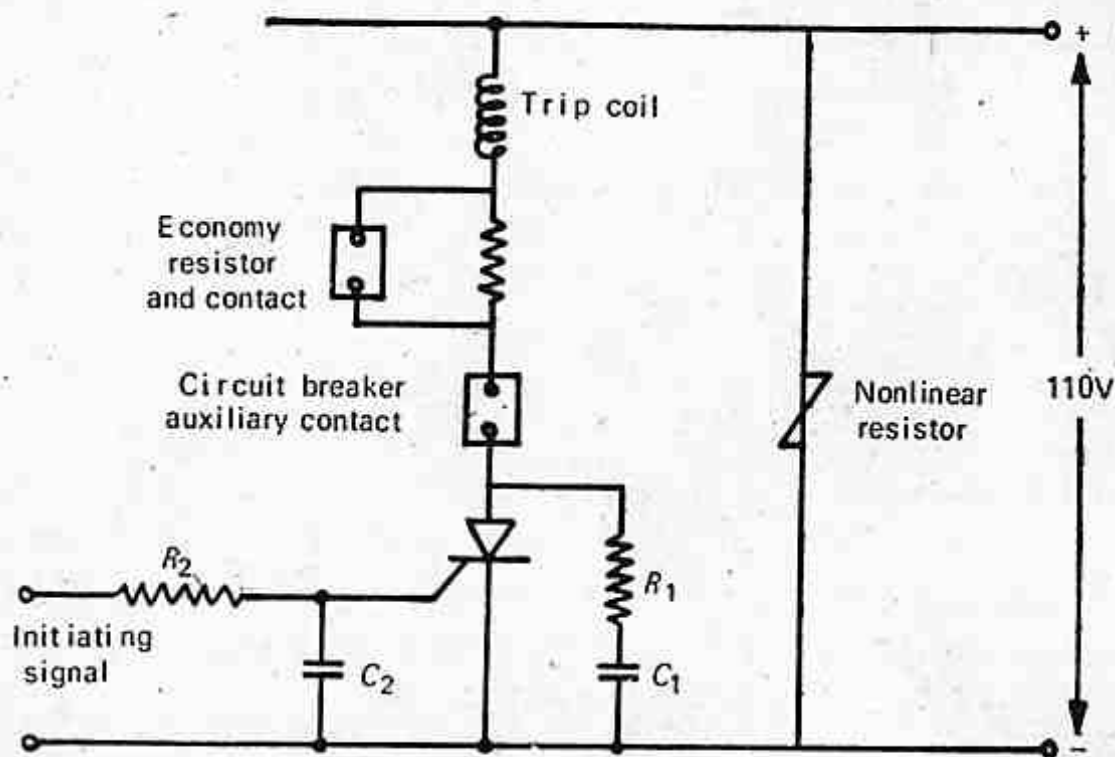 +
Trip coil
Economy
resistor
and contact
Circuit breaker
auxiliary contact
Nonlinear
resistor
110V
R2
R1
Initiating
signal
C2
C1
−